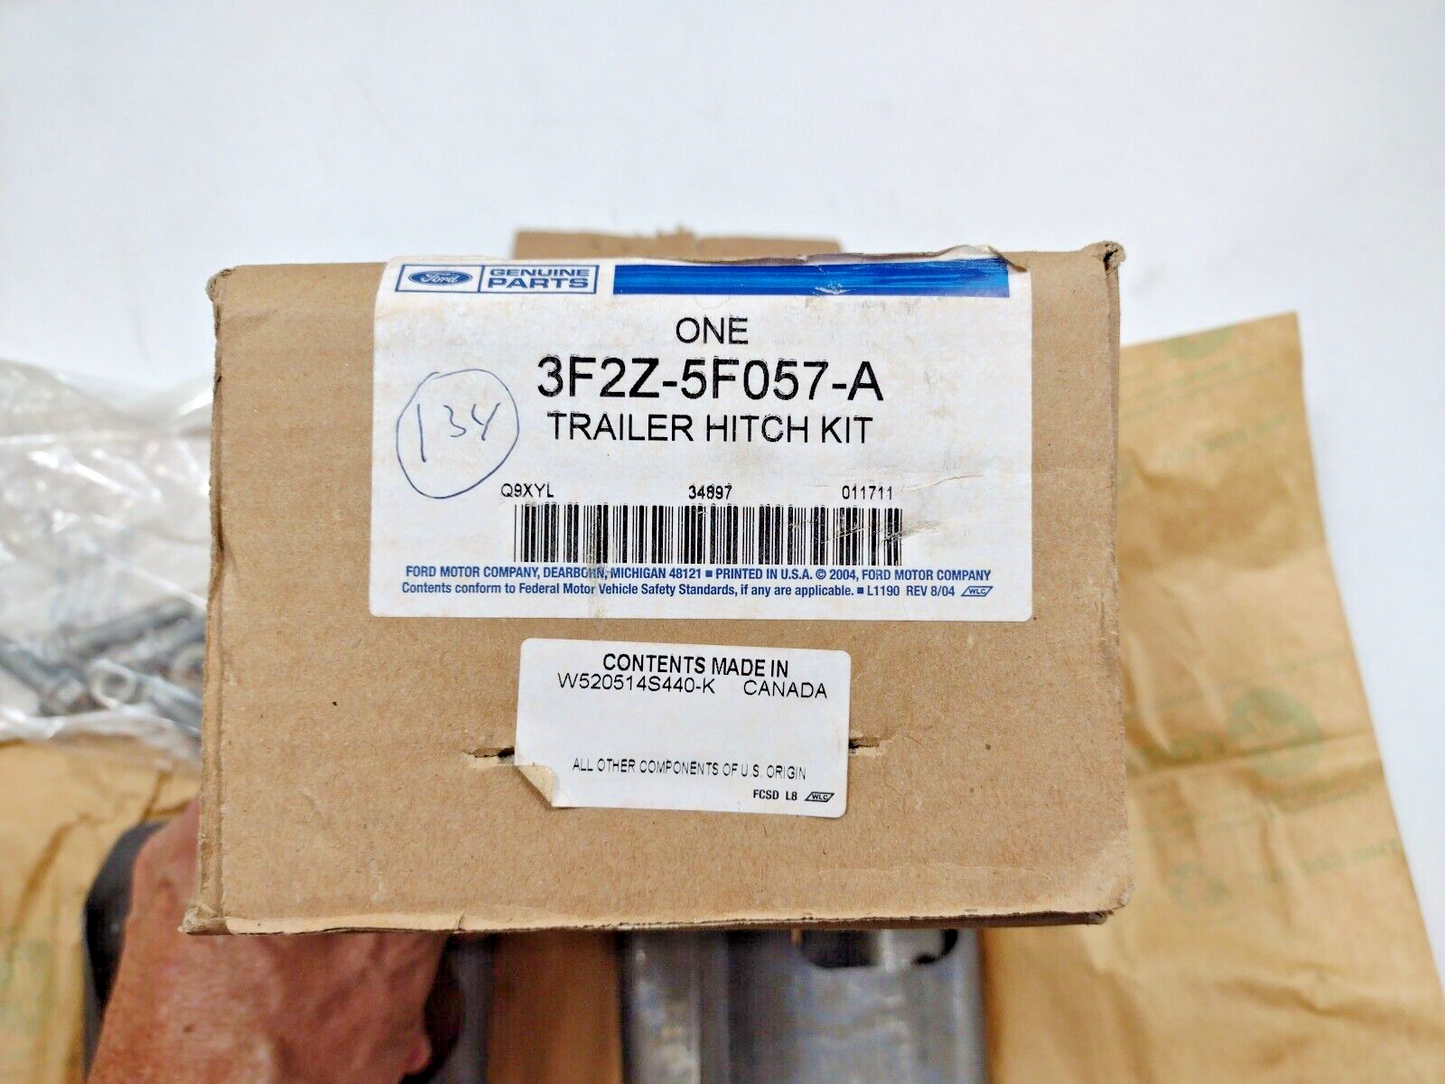 Ford GENUINE
PARTS
ONE
3F2Z-5F057-A
TRAILER HITCH KIT
134
Q9XYL 34897 011711
FORD MOTOR COMPANY, DEARBORN, MICHIGAN 48121 ■ PRINTED IN U.S.A. © 2004, FORD MOTOR COMPANY
Contents conform to Federal Motor Vehicle Safety Standards, if any are applicable. ■ L1190 REV 8/04 WLC
CONTENTS MADE IN
W520514S440-K CANADA
ALL OTHER COMPONENTS OF U.S. ORIGIN
FCSD L8 WLC